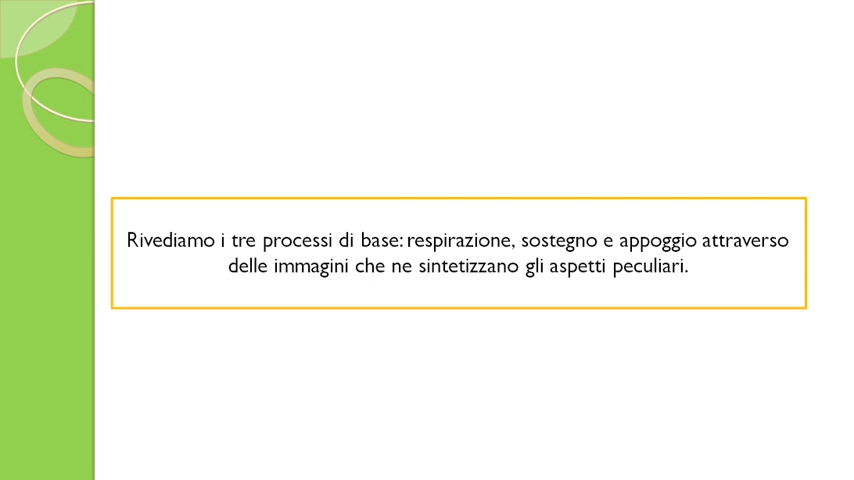 Rivediamo i tre processi di base: respirazione, sostegno e appoggio attraverso
delle immagini che ne sintetizzano gli aspetti peculiari.